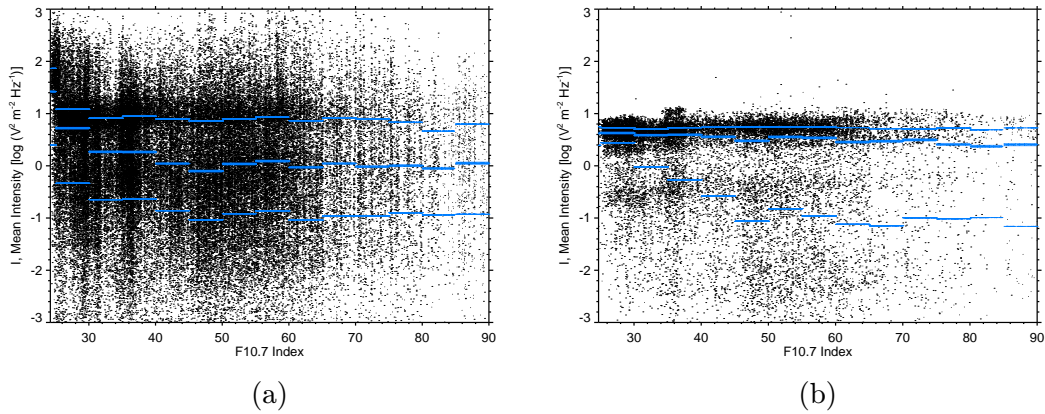 3
2
1
0
-1
-2
-3
I, Mean Intensity [log (V² m⁻² Hz⁻¹)]
30 40 50 60 70 80 90
F10.7 Index
(a)
3
2
1
0
-1
-2
-3
I, Mean Intensity [log (V² m⁻² Hz⁻¹)]
30 40 50 60 70 80 90
F10.7 Index
(b)